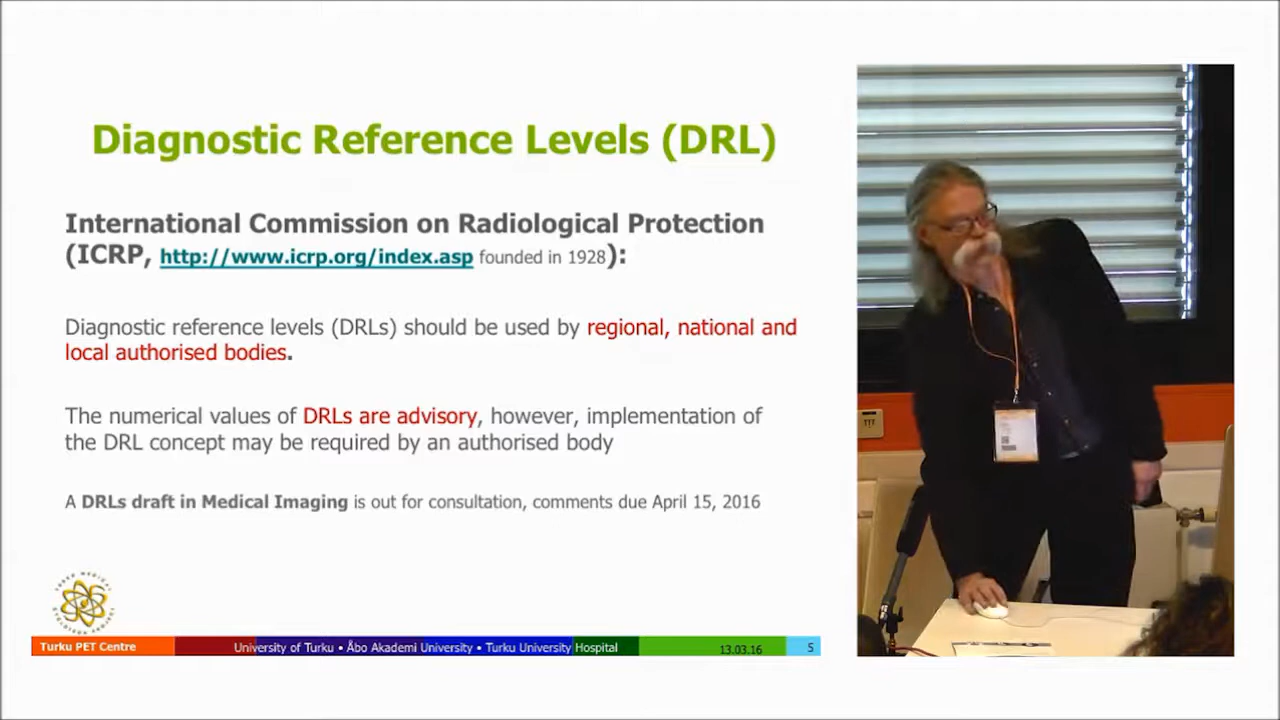 Diagnostic Reference Levels (DRL)
International Commission on Radiological Protection
(ICRP, http://www.icrp.org/index.asp founded in 1928):
Diagnostic reference levels (DRLs) should be used by regional, national and
local authorised bodies.
The numerical values of DRLs are advisory, however, implementation of
the DRL concept may be required by an authorised body
A DRLs draft in Medical Imaging is out for consultation, comments due April 15, 2016
TURKU MEDICAL
CYCLOTRON PROJECT
Turku PET Centre
University of Turku • Åbo Akademi University • Turku University Hospital
13.03.16
5